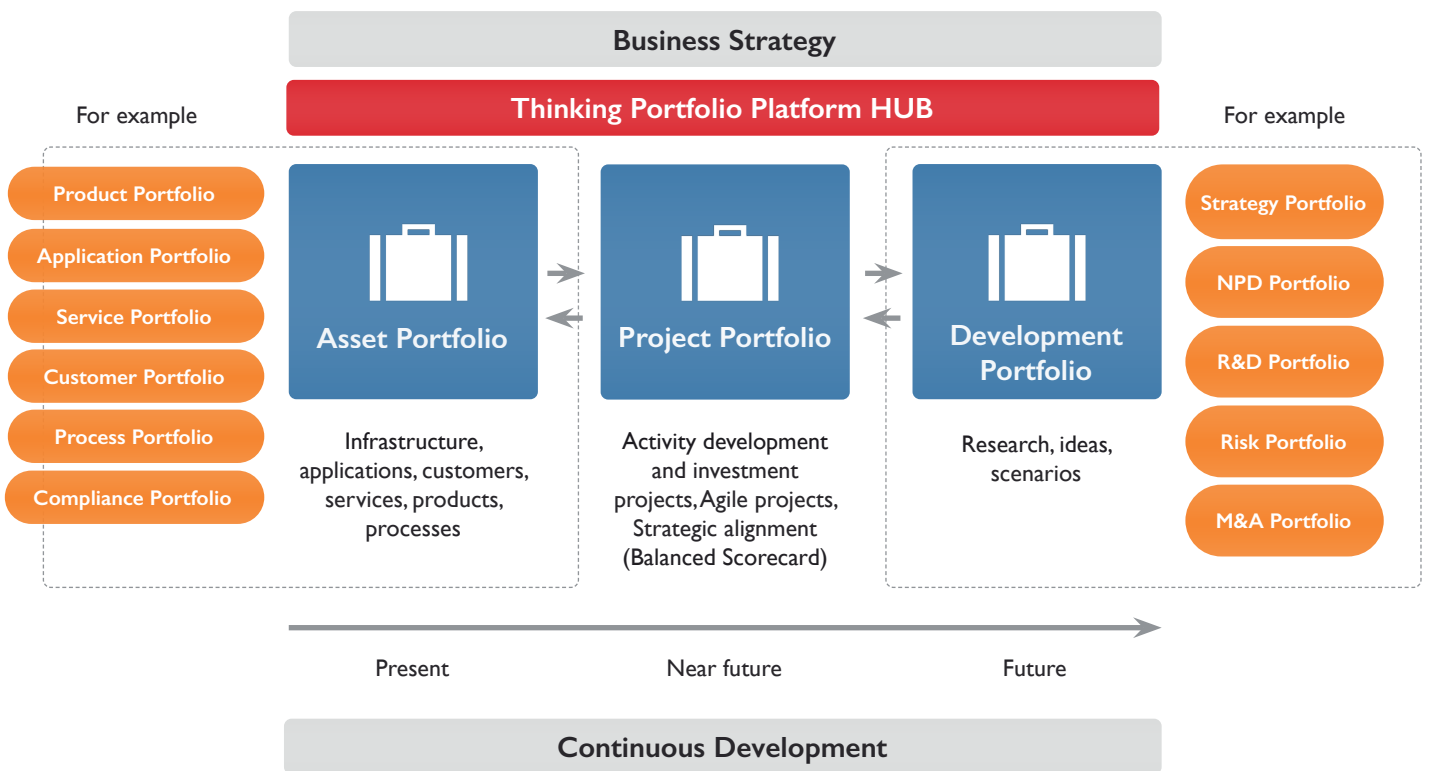 Business Strategy
Thinking Portfolio Platform HUB
For example
For example
Product Portfolio
Application Portfolio
Service Portfolio
Customer Portfolio
Process Portfolio
Compliance Portfolio
Asset Portfolio
Infrastructure,
applications, customers,
services, products,
processes
Project Portfolio
Activity development
and investment
projects, Agile projects,
Strategic alignment
(Balanced Scorecard)
Development
Portfolio
Research, ideas,
scenarios
Strategy Portfolio
NPD Portfolio
R&D Portfolio
Risk Portfolio
M&A Portfolio
Present
Near future
Future
Continuous Development